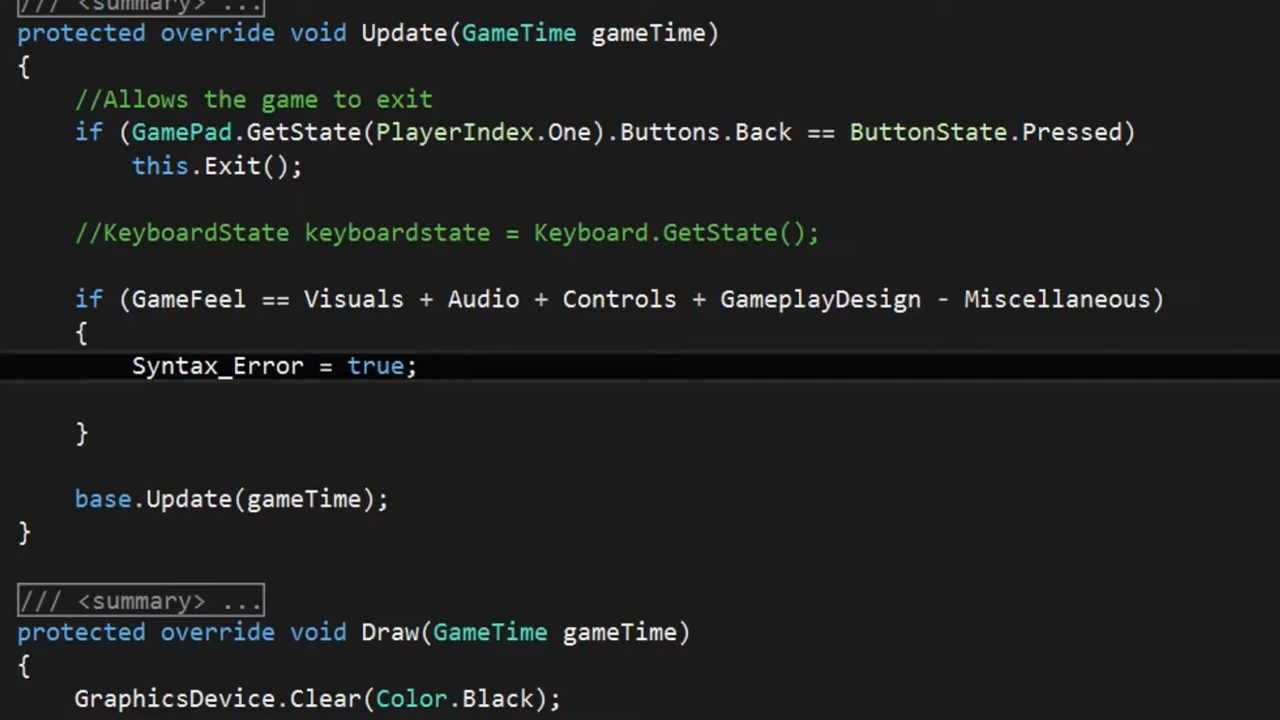 /// <summary> ...
protected override void Update(GameTime gameTime)
{
//Allows the game to exit
if (GamePad.GetState(PlayerIndex.One).Buttons.Back == ButtonState.Pressed)
this.Exit();
//KeyboardState keyboardstate = Keyboard.GetState();
if (GameFeel == Visuals + Audio + Controls + GameplayDesign - Miscellaneous)
{
Syntax_Error = true;
}
base.Update(gameTime);
}
/// <summary> ...
protected override void Draw(GameTime gameTime)
{
GraphicsDevice.Clear(Color.Black);